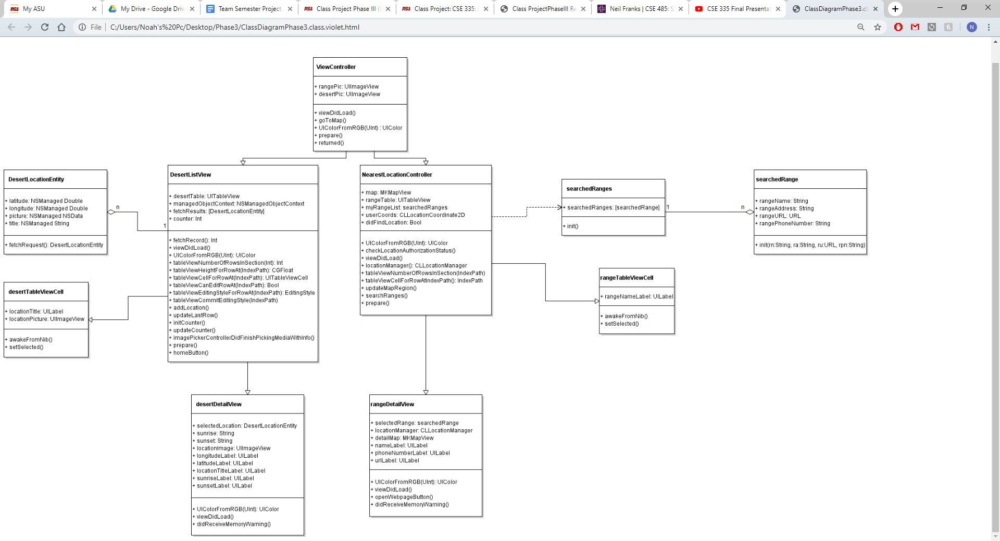 My ASU
My Drive - Google Driv
Team Semester Project
Class Project Phase III (
Class Project: CSE 335:
Class ProjectPhaseIII Re
Neil Franks | CSE 485: S
CSE 335 Final Presentat
ClassDiagramPhase3.cl
File
C:/Users/Noah's%20Pc/Desktop/Phase3/ClassDiagramPhase3.class.violet.html
N
ViewController
+ rangePic: UIImageView
+ desertPic: UIImageView
+ viewDidLoad()
+ goToMap()
+ UIColorFromRGB(UInt) : UIColor
+ prepare()
+ returned()
DesertLocationEntity
+ latitude: NSManaged Double
+ longitude: NSManaged Double
+ picture: NSManaged NSData
+ title: NSManaged String
+ fetchRequest(): DesertLocationEntity
n
1
DesertListView
+ desertTable: UITableView
+ managedObjectContext: NSManagedObjectContext
+ fetchResults: [DesertLocationEntity]
+ counter: Int
+ fetchRecord(): Int
+ viewDidLoad()
+ UIColorFromRGB(UInt): UIColor
+ tableViewNumberOfRowsInSection(Int): Int
+ tableViewHeightForRowAt(IndexPath): CGFloat
+ tableViewCellForRowAt(IndexPath): UITableViewCell
+ tableViewCanEditRowAt(IndexPath): Bool
+ tableViewEditingStyleForRowAt(IndexPath): EditingStyle
+ tableViewCommitEditingStyle(IndexPath)
+ addLocation()
+ updateLastRow()
+ initCounter()
+ updateCounter()
+ imagePickerControllerDidFinishPickingMediaWithInfo()
+ prepare()
+ homeButton()
NearestLocationController
+ map: MKMapView
+ rangeTable: UITableView
+ myRangeList: searchedRanges
+ userCoords: CLLocationCoordinate2D
+ didFindLocation: Bool
+ UIColorFromRGB(UInt): UIColor
+ checkLocationAuthorizationStatus()
+ viewDidLoad()
+ locationManager(): CLLocationManager
+ tableViewNumberOfRowsInSection(IndexPath)
+ tableViewCellForRowAtIndexPath(): IndexPath
+ updateMapRegion()
+ searchRanges()
+ prepare()
searchedRanges
+ searchedRanges: [searchedRange]
+ init()
1
n
searchedRange
+ rangeName: String
+ rangeAddress: String
+ rangeURL: URL
+ rangePhoneNumber: String
+ init(rn:String, ra:String, ru:URL, rpn:String)
desertTableViewCell
+ locationTitle: UILabel
+ locationPicture: UIImageView
+ awakeFromNib()
+ setSelected()
rangeTableViewCell
+ rangeNameLabel: UILabel
+ awakeFromNib()
+ setSelected()
desertDetailView
+ selectedLocation: DesertLocationEntity
+ sunrise: String
+ sunset: String
+ locationImage: UIImageView
+ longitudeLabel: UILabel
+ latitudeLabel: UILabel
+ locationTitleLabel: UILabel
+ sunriseLabel: UILabel
+ sunsetLabel: UILabel
+ UIColorFromRGB(UInt): UIColor
+ viewDidLoad()
+ didReceiveMemoryWarning()
rangeDetailView
+ selectedRange: searchedRange
+ locationManager: CLLocationManager
+ detailMap: MKMapView
+ nameLabel: UILabel
+ phoneNumberLabel: UILabel
+ urlLabel: UILabel
+ UIColorFromRGB(UInt): UIColor
+ viewDidLoad()
+ openWebpageButton()
+ didReceiveMemoryWarning()